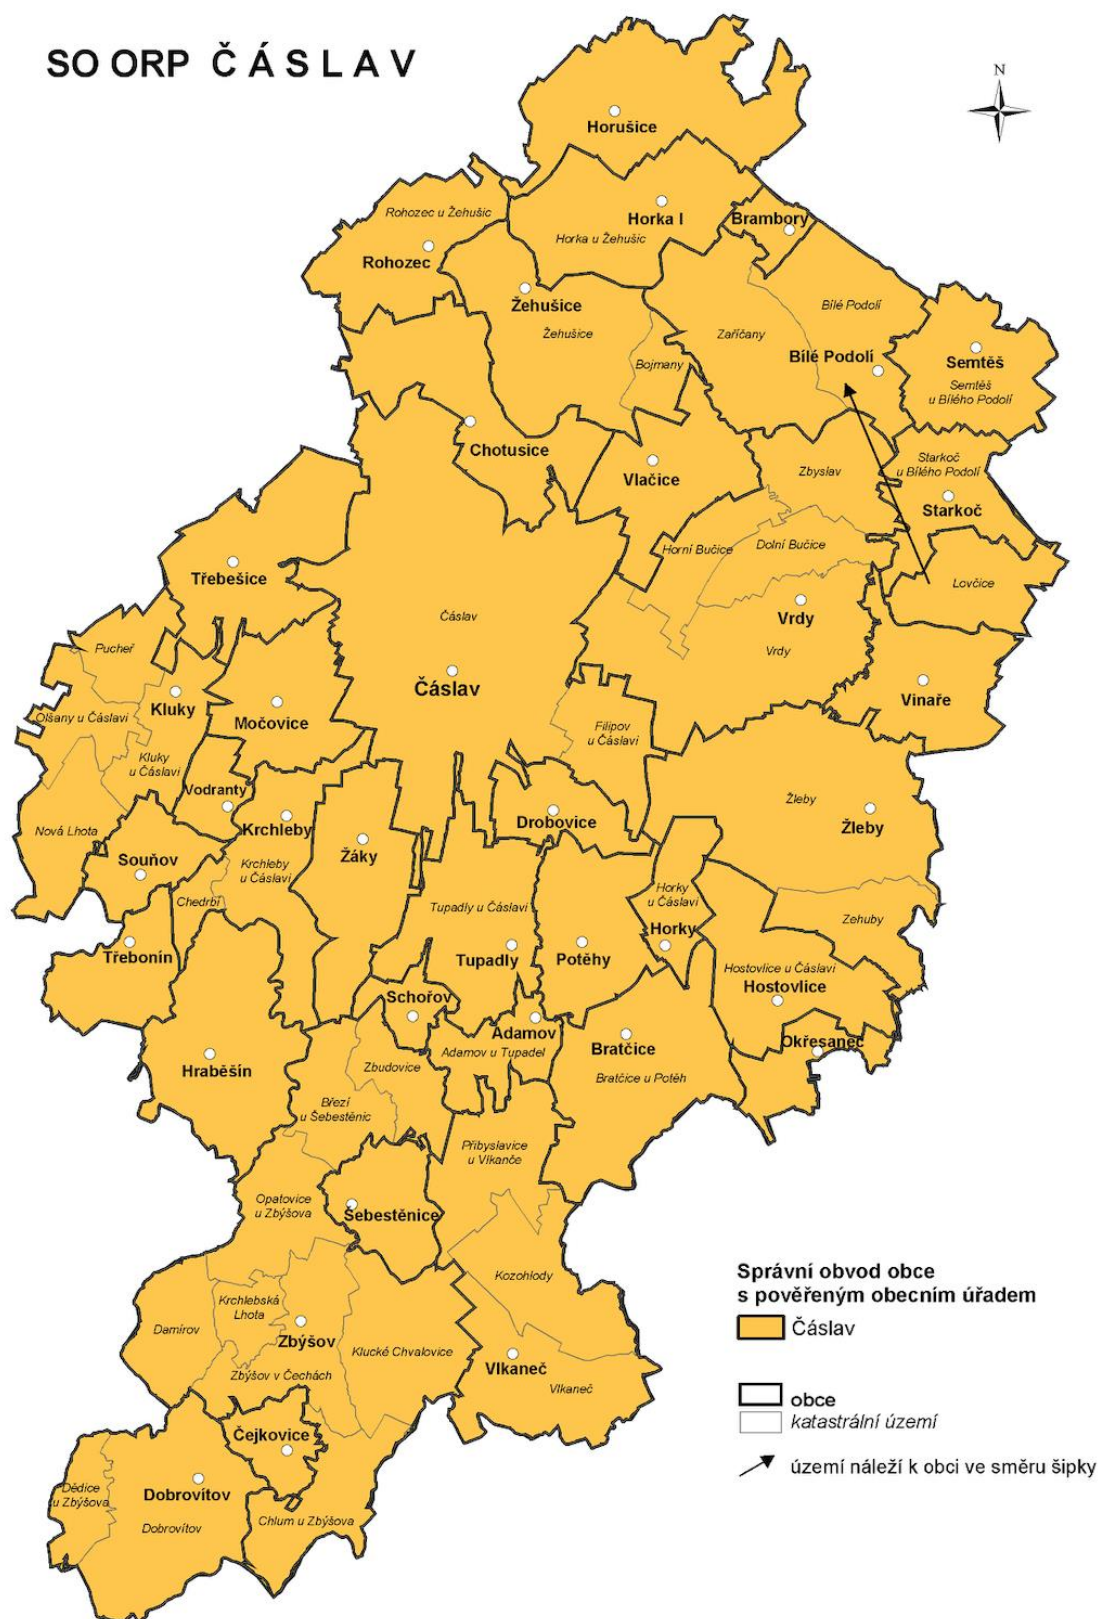 SO ORP ČÁSLAV
N
Horušice
Rohozec u Žehušic
Horka I
Brambory
Horka u Žehušic
Rohozec
Žehušice
Bílé Podolí
Žehušice
Zaříčany
Bílé Podolí
Semtěš
Bojmany
Semtěš
u Bílého Podolí
Chotusice
Vlačice
Zbyslav
Starkoč
u Bílého Podolí
Starkoč
Horní Bučice
Dolní Bučice
Třebešice
Lovčice
Čáslav
Vrdy
Pucheř
Vrdy
Čáslav
Vinaře
Kluky
Olšany u Čáslavi
Močovice
Filipov
u Čáslavi
Kluky
u Čáslavi
Vodranty
Žleby
Nová Lhota
Krchleby
Drobovice
Žleby
Souňov
Žáky
Krchleby
u Čáslavi
Chedrbí
Tupadly u Čáslavi
Horky
u Čáslavi
Zehuby
Třebonín
Tupadly
Potěhy
Horky
Hostovlice u Čáslavi
Hostovlice
Schořov
Adamov
Okřesaneč
Hraběšín
Zbudovice
Adamov u Tupadel
Bratčice
Bratčice u Potěh
Březí
u Šebestěnic
Přibyslavice
u Vlkanče
Opatovice
u Zbýšova
Šebestěnice
Kozohlody
Krchlebská
Lhota
Damírov
Zbýšov
Klucké Chvalovice
Vlkaneč
Vlkaneč
Zbýšov v Čechách
Čejkovice
Dědice
u Zbýšova
Dobrovítov
Dobrovítov
Chlum u Zbýšova
Správní obvod obce
s pověřeným obecním úřadem
Čáslav
obce
katastrální území
území náleží k obci ve směru šipky